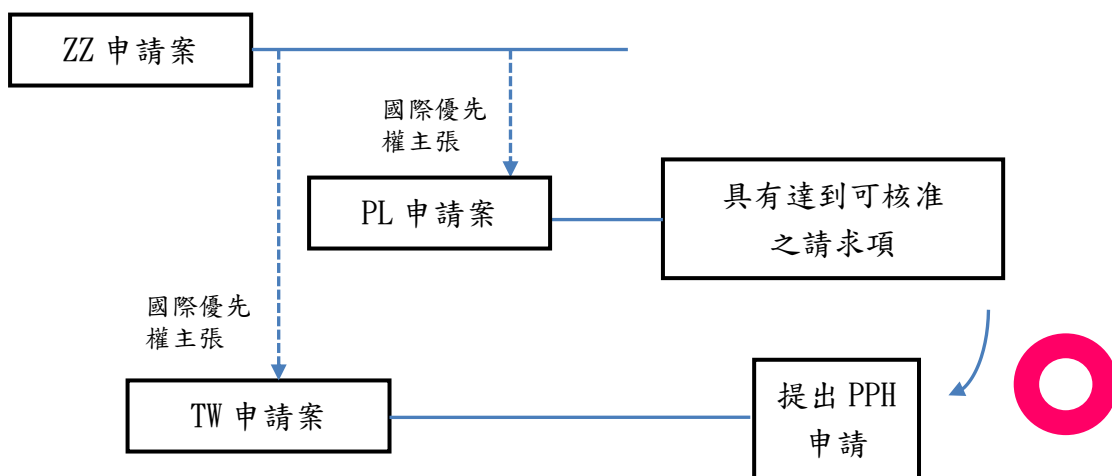 ZZ 申請案
國際優先
權主張
PL 申請案
具有達到可核准
之請求項
國際優先
權主張
TW 申請案
提出 PPH
申請